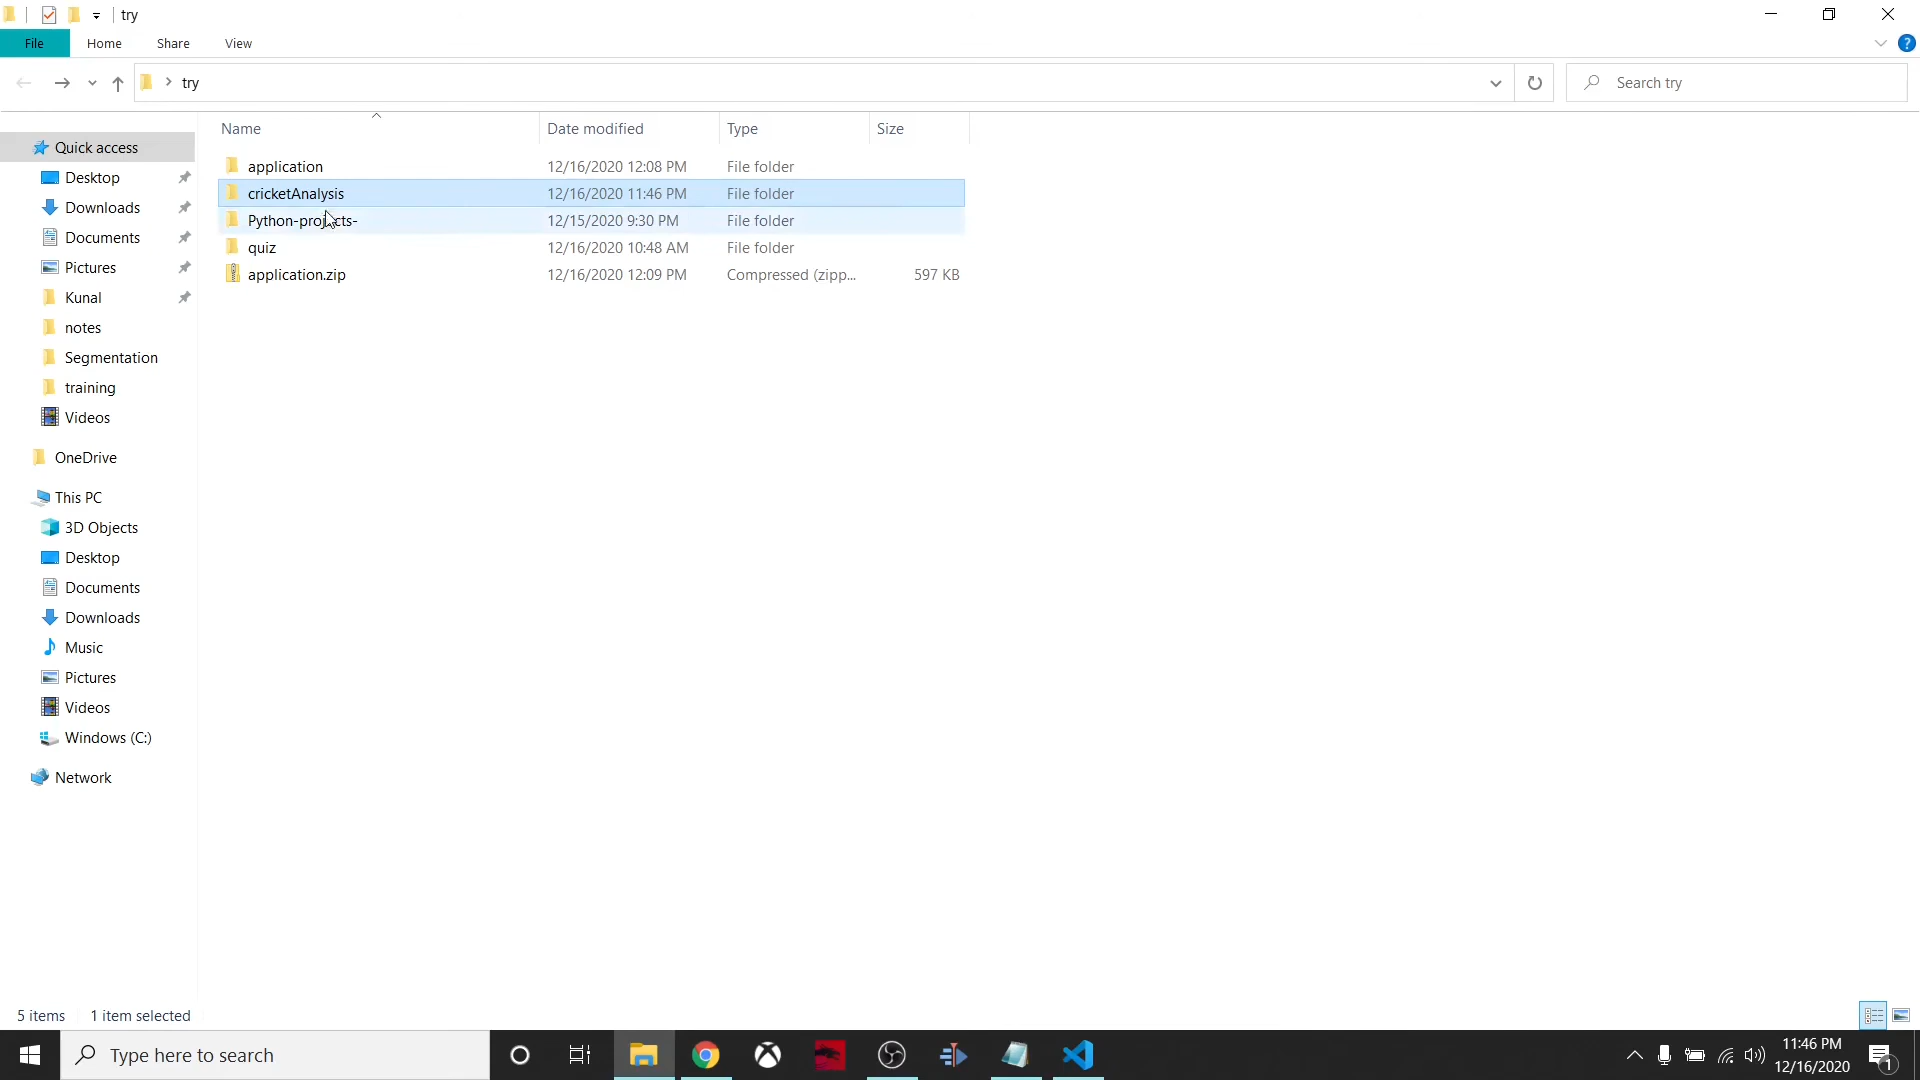 try
File Home Share View
try Search try
Name Date modified Type Size
Quick access
Desktop
Downloads
Documents
Pictures
Kunal
notes
Segmentation
training
Videos
OneDrive
This PC
3D Objects
Desktop
Documents
Downloads
Music
Pictures
Videos
Windows (C:)
Network
application 12/16/2020 12:08 PM File folder
cricketAnalysis 12/16/2020 11:46 PM File folder
Python-projects- 12/15/2020 9:30 PM File folder
quiz 12/16/2020 10:48 AM File folder
application.zip 12/16/2020 12:09 PM Compressed (zipp... 597 KB
5 items 1 item selected
Type here to search
11:46 PM
12/16/2020
1